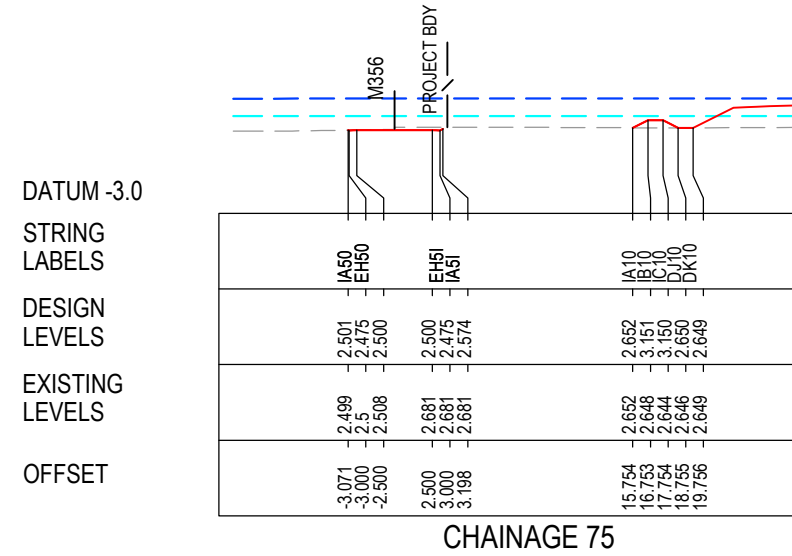 M356
PROJECT BDY
DATUM -3.0
STRING
LABELS
IA50
EH50
EH5I
IA5I
IA10
IB10
IC10
DJ10
DK10
DESIGN
LEVELS
2.501
2.475
2.500
2.500
2.475
2.574
2.652
3.151
3.150
2.650
2.649
EXISTING
LEVELS
2.499
2.5
2.508
2.681
2.681
2.681
2.652
2.648
2.644
2.646
2.649
OFFSET
-3.071
-3.000
-2.500
2.500
3.000
3.198
15.754
16.753
17.754
18.755
19.756
CHAINAGE 75